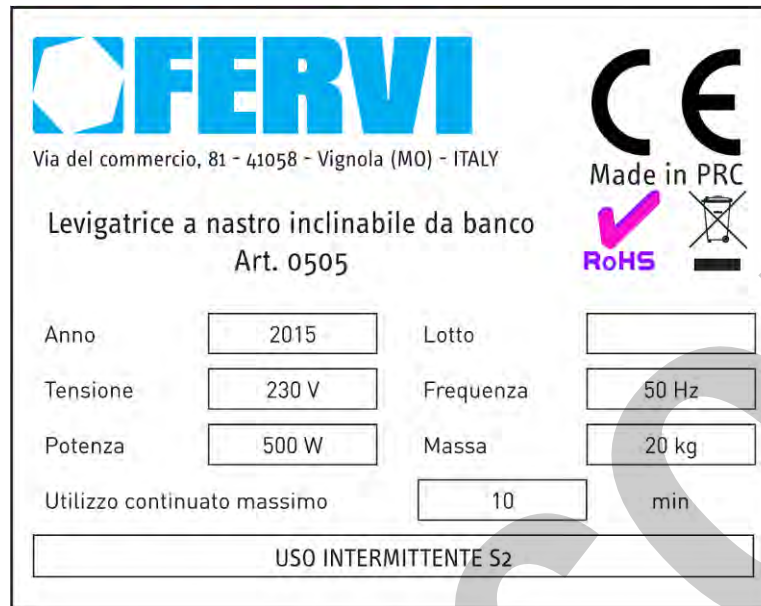 FERVI
CE
Via del commercio, 81 - 41058 - Vignola (MO) - ITALY
Made in PRC
Levigatrice a nastro inclinabile da banco
Art. 0505
RoHS
Anno 2015 Lotto
Tensione 230 V Frequenza 50 Hz
Potenza 500 W Massa 20 kg
Utilizzo continuato massimo 10 min
USO INTERMITTENTE S2